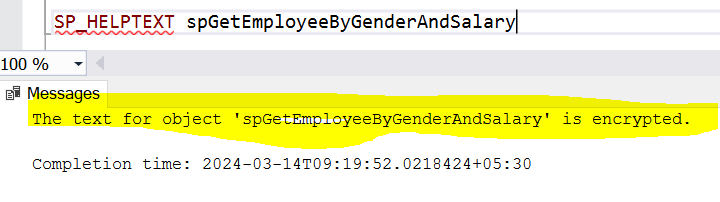 SP_HELPTEXT spGetEmployeeByGenderAndSalary
100 %
Messages
The text for object 'spGetEmployeeByGenderAndSalary' is encrypted.
Completion time: 2024-03-14T09:19:52.0218424+05:30